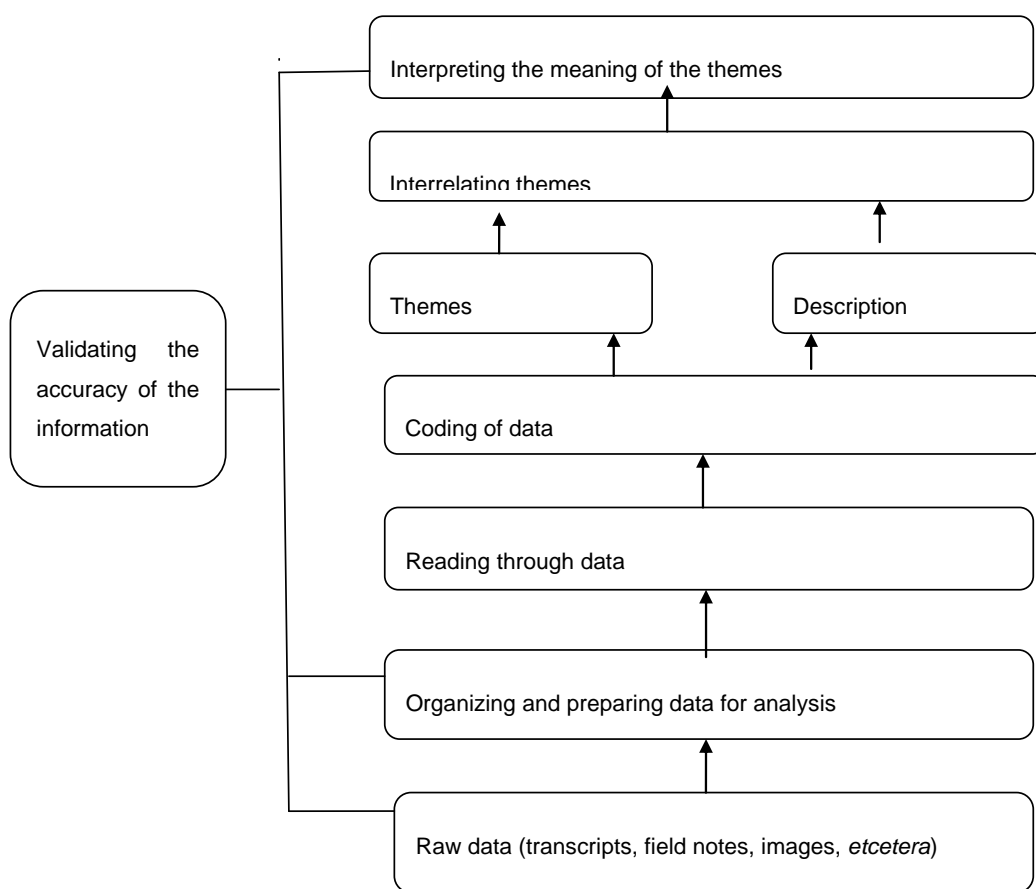 Interpreting the meaning of the themes
Interrelating themes
Themes
Description
Validating the
accuracy of the
information
Coding of data
Reading through data
Organizing and preparing data for analysis
Raw data (transcripts, field notes, images, etcetera)